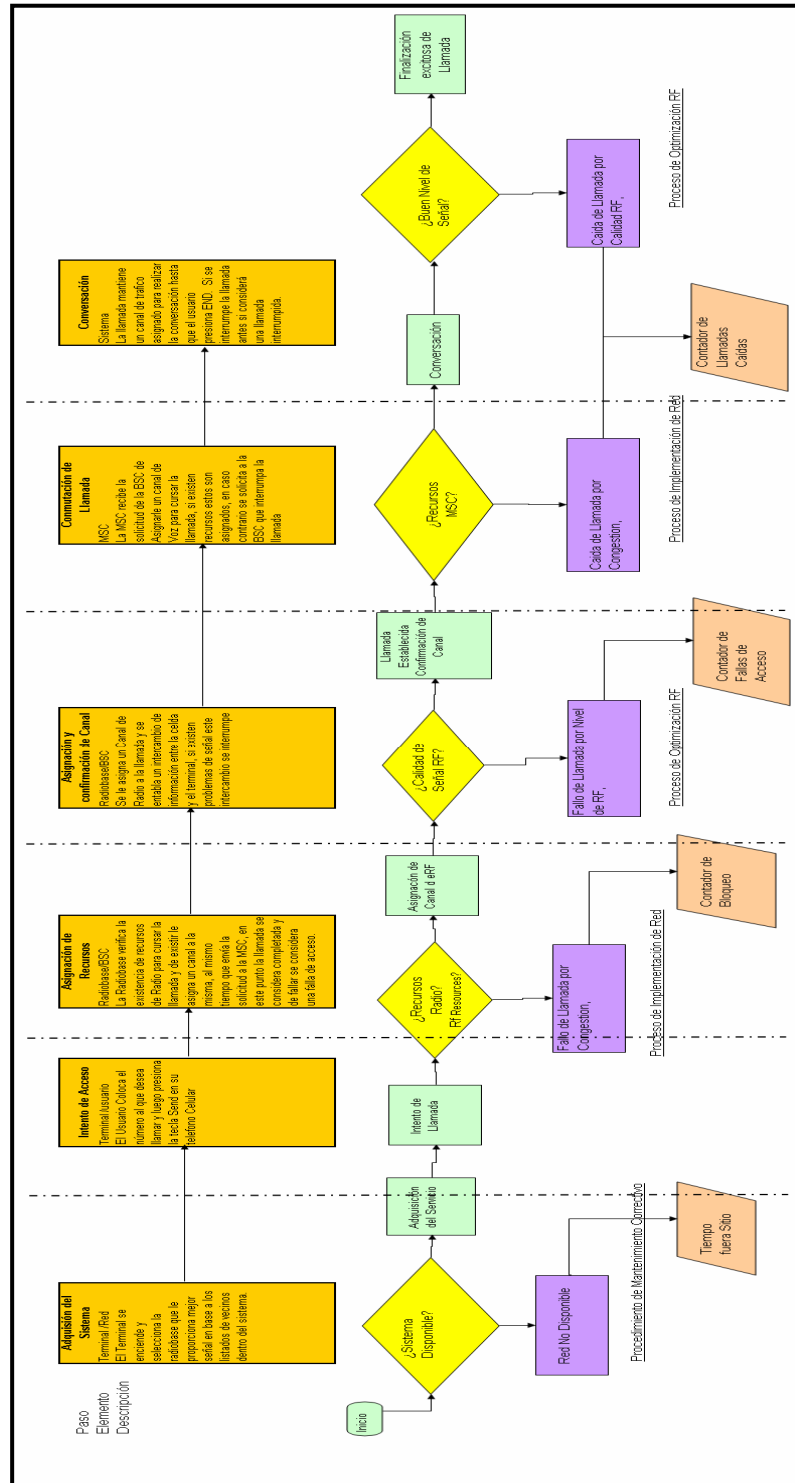 Paso
Elemento
Descripción
Adquisión del
Sistema
Terminal /Red
El Terminal se
enciende y
selecciona la
radobase que le
proporciona mejor
señal en base a los
listados de vecinos
dentro del sistema.
Intento de Acceso
Terminal/usuario
El Usuario Coloca el
número al que desea
llamar y luego presiona
la tecla Send en su
telefono Celular
Asignación de
Recursos
Radiobase/BSC
La Radiobase verifica la
existencia de recursos
de Radio para cursar la
llamada y de existir le
asigna un canal a la
misma, al mismo
tiempo que envía la
solicitud a la MSC, en
este punto la llamada se
considera completada y
de fallar se considera
una falla de acceso.
Asignación y
confirmación de Canal
Radiobase/BSC
Se le asigna un Canal de
Radio a la llamada y se
entabla un intercambio de
información entre la celda
y el terminal, si existen
problemas de señal este
intercambio se interrumpe
Conmutación de
Llamada
MSC
La MSC recibe la
solicitud de la BSC de
Asignarle un canal de
Voz para cursar la
llamada, si existen
recursos estos son
asignados, en caso
contrario se solicita a la
BSC que interrumpa la
llamada
Conversación
Sistema
La llamada mantiene
un canal de trafico
asignado para realizar
la conversación hasta
que el usuario
presiona END. Si se
interrumpe la llamada
antes si considerá
una llamada
interrumpida.
Inicio
¿Sistema
Disponible?
Adquisición
del Servicio
Intento de
Llamada
¿Recursos
Radio?
Rf Resources?
Asignación de
Canal d eRF
¿Calidad de
Señal RF?
Llamada
Establecida
Confirmación de
Canal
¿Recursos
MSC?
Conversación
¿Buen Nivel de
Señal?
Finalización
excitosa de
Llamada
Red No Disponible
Procedimiento de Mantenimiento Correctivo
Tiempo
fuera Sitio
Fallo de Llamada por
Congestion,
Proceso de Implementación de Red
Contador de
Bloqueo
Fallo de Llamada por Nivel
de RF,
Proceso de Optimización RF
Contador de
Fallas de
Acceso
Caida de Llamada por
Congestion,
Proceso de Implementación de Red
Contador de
Llamadas
Caídas
Caida de Llamada por
Calidad RF,
Proceso de Optimización RF